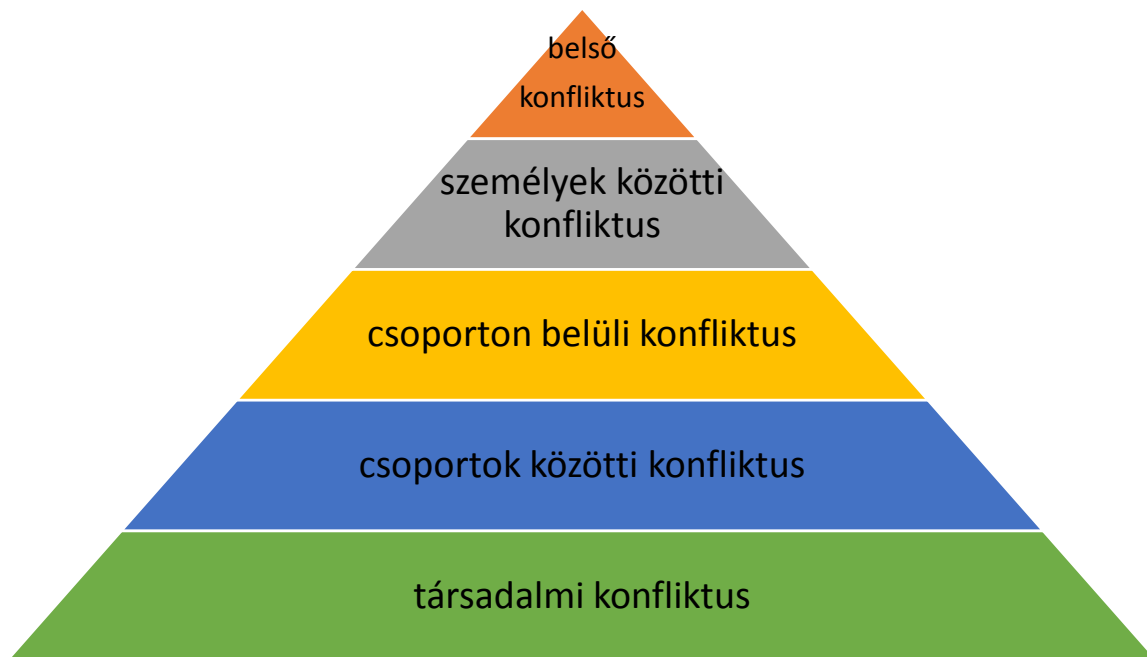 belső
konfliktus
személyek közötti
konfliktus
csoporton belüli konfliktus
csoportok közötti konfliktus
társadalmi konfliktus